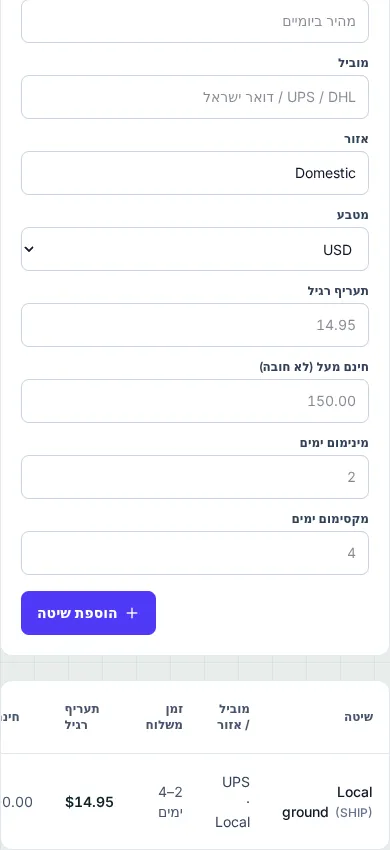 מהיר ביומיים
מוביל
דואר ישראל / UPS / DHL
אזור
Domestic
מטבע
USD
תעריף רגיל
14.95
חינם מעל (לא חובה)
150.00
מינימום ימים
2
מקסימום ימים
4
+ הוספת שיטה
שיטה
מוביל / אזור
זמן משלוח
תעריף רגיל
Local ground (SHIP)
UPS · Local
2–4 ימים
$14.95